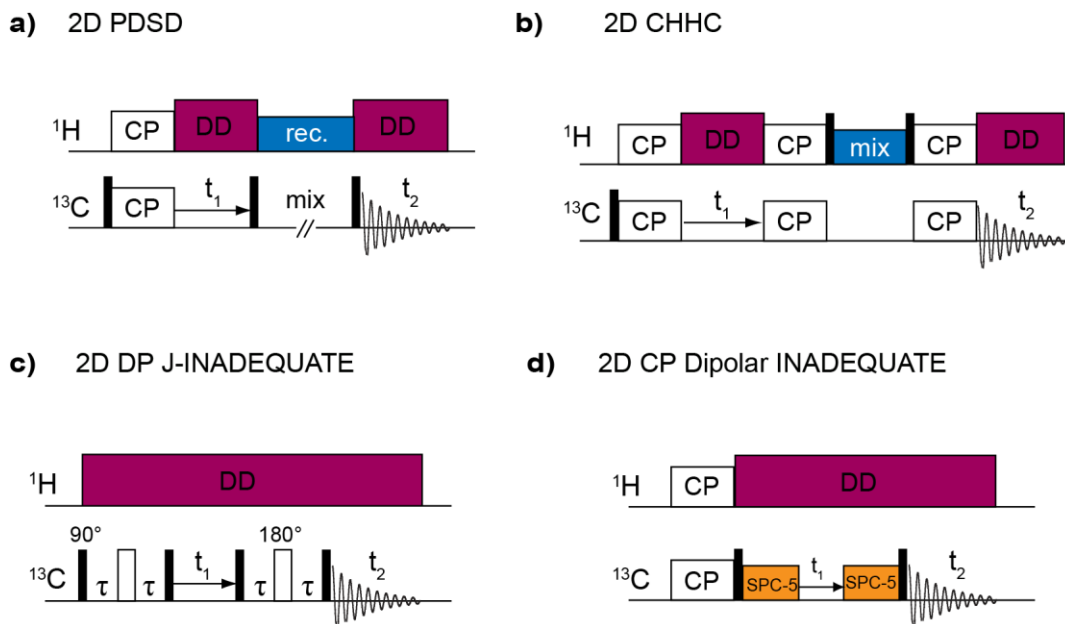 a) 2D PDSD
¹H CP DD rec. DD
¹³C CP t₁ mix t₂
b) 2D CHHC
¹H CP DD CP mix CP DD
¹³C CP t₁ CP CP t₂
c) 2D DP J-INADEQUATE
¹H DD
90° 180°
¹³C τ τ t₁ τ τ t₂
d) 2D CP Dipolar INADEQUATE
¹H CP DD
¹³C CP SPC-5 t₁ SPC-5 t₂